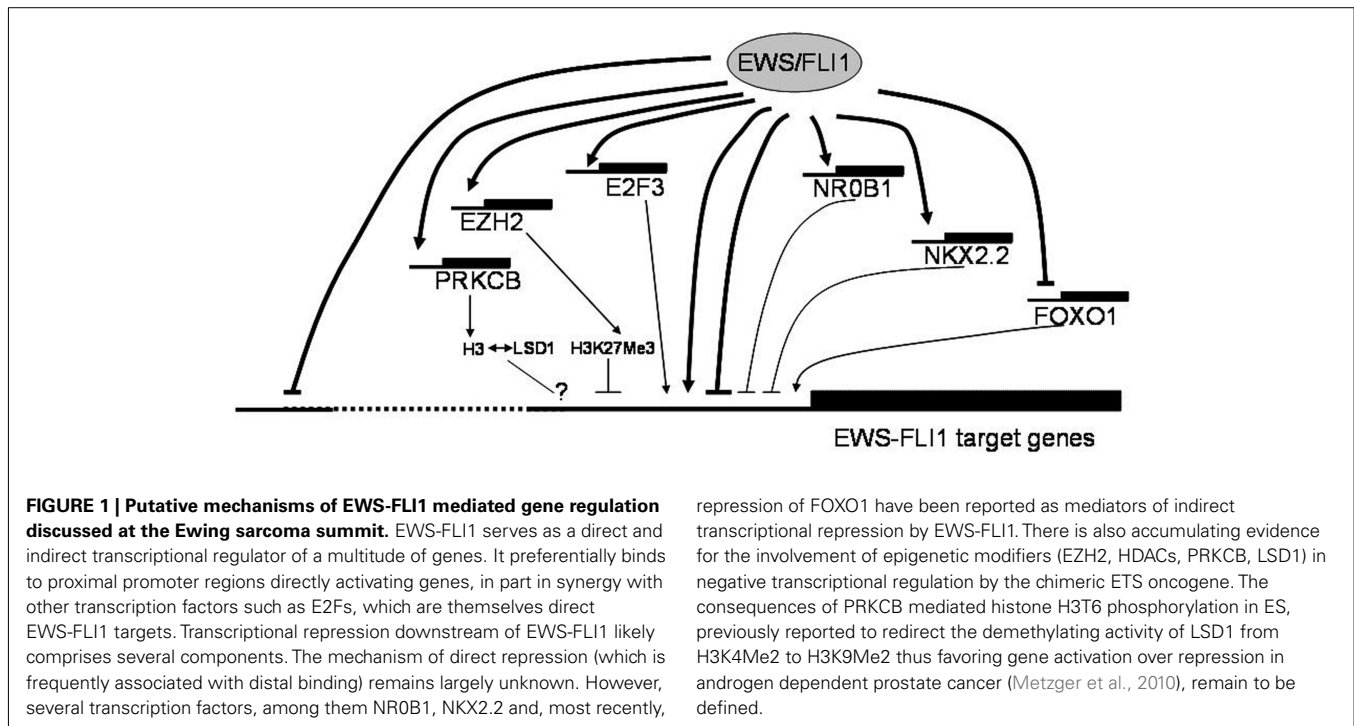 EWS/FLI1
E2F3
NR0B1
EZH2
NKX2.2
PRKCB
FOXO1
H3 LSD1 H3K27Me3
?
EWS-FLI1 target genes
FIGURE 1 | Putative mechanisms of EWS-FLI1 mediated gene regulation
discussed at the Ewing sarcoma summit. EWS-FLI1 serves as a direct and
indirect transcriptional regulator of a multitude of genes. It preferentially binds
to proximal promoter regions directly activating genes, in part in synergy with
other transcription factors such as E2Fs, which are themselves direct
EWS-FLI1 targets. Transcriptional repression downstream of EWS-FLI1 likely
comprises several components. The mechanism of direct repression (which is
frequently associated with distal binding) remains largely unknown. However,
several transcription factors, among them NR0B1, NKX2.2 and, most recently,
repression of FOXO1 have been reported as mediators of indirect
transcriptional repression by EWS-FLI1. There is also accumulating evidence
for the involvement of epigenetic modifiers (EZH2, HDACs, PRKCB, LSD1) in
negative transcriptional regulation by the chimeric ETS oncogene. The
consequences of PRKCB mediated histone H3T6 phosphorylation in ES,
previously reported to redirect the demethylating activity of LSD1 from
H3K4Me2 to H3K9Me2 thus favoring gene activation over repression in
androgen dependent prostate cancer (Metzger et al., 2010), remain to be
defined.